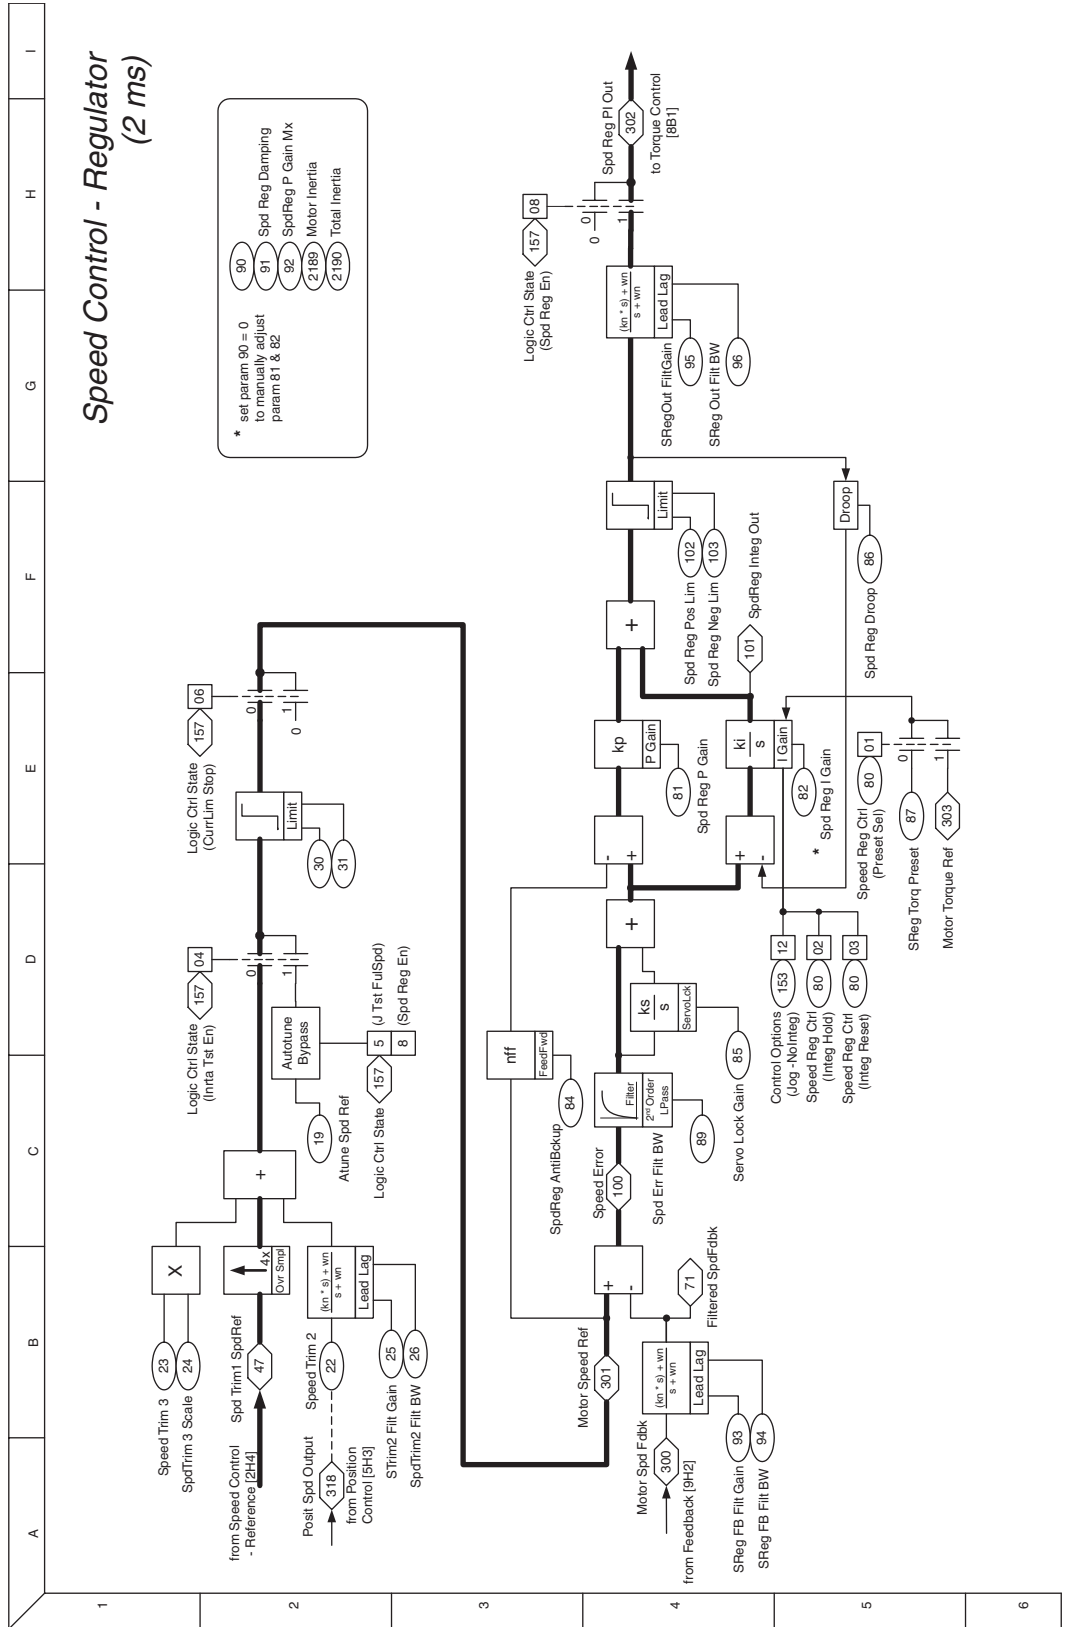 A
B
C
D
E
F
G
H
I
1
2
3
4
5
6
Speed Control - Regulator
(2 ms)
* set param 90 = 0
to manually adjust
param 81 & 82
90
91
92
2189
2190
Spd Reg Damping
SpdReg P Gain Mx
Motor Inertia
Total Inertia
Speed Trim 3
SpdTrim 3 Scale
23
24
X
from Speed Control
- Reference [2H4]
Spd Trim1 SpdRef
47
4x
Ovr Smpl
Posit Spd Output
318
from Position
Control [5H3]
Speed Trim 2
22
(kn * s) + wn
s + wn
Lead Lag
STrim2 Filt Gain
25
SpdTrim2 Filt BW
26
+
Logic Ctrl State
(Inrta Tst En)
157
04
0
1
Autotune
Bypass
19
Atune Spd Ref
Logic Ctrl State
157
5
8
(J Tst FulSpd)
(Spd Reg En)
Limit
30
31
Logic Ctrl State
(CurrLim Stop)
157
06
0
1
0
Motor Speed Ref
301
+
-
Motor Spd Fdbk
300
from Feedback [9H2]
(kn * s) + wn
s + wn
Lead Lag
SReg FB Filt Gain
93
SReg FB Filt BW
94
71
Filtered SpdFdbk
SpdReg AntiBckup
84
nff
FeedFwd
Speed Error
100
Filter
2nd Order
LPass
Spd Err Filt BW
89
ks
s
ServoLck
Servo Lock Gain
85
+
-
+
+
-
kp
P Gain
81
Spd Reg P Gain
ki
s
I Gain
82
* Spd Reg I Gain
Control Options
(Jog -NoInteg)
153
12
Speed Reg Ctrl
(Integ Hold)
80
02
Speed Reg Ctrl
(Integ Reset)
80
03
Speed Reg Ctrl
(Preset Sel)
80
01
0
1
SReg Torq Preset
87
Motor Torque Ref
303
+
101
SpdReg Integ Out
Limit
Spd Reg Pos Lim
102
Spd Reg Neg Lim
103
Droop
Spd Reg Droop
86
(kn * s) + wn
s + wn
Lead Lag
SRegOut FiltGain
95
SReg Out Filt BW
96
Logic Ctrl State
(Spd Reg En)
157
08
0
0
1
Spd Reg PI Out
302
to Torque Control
[8B1]